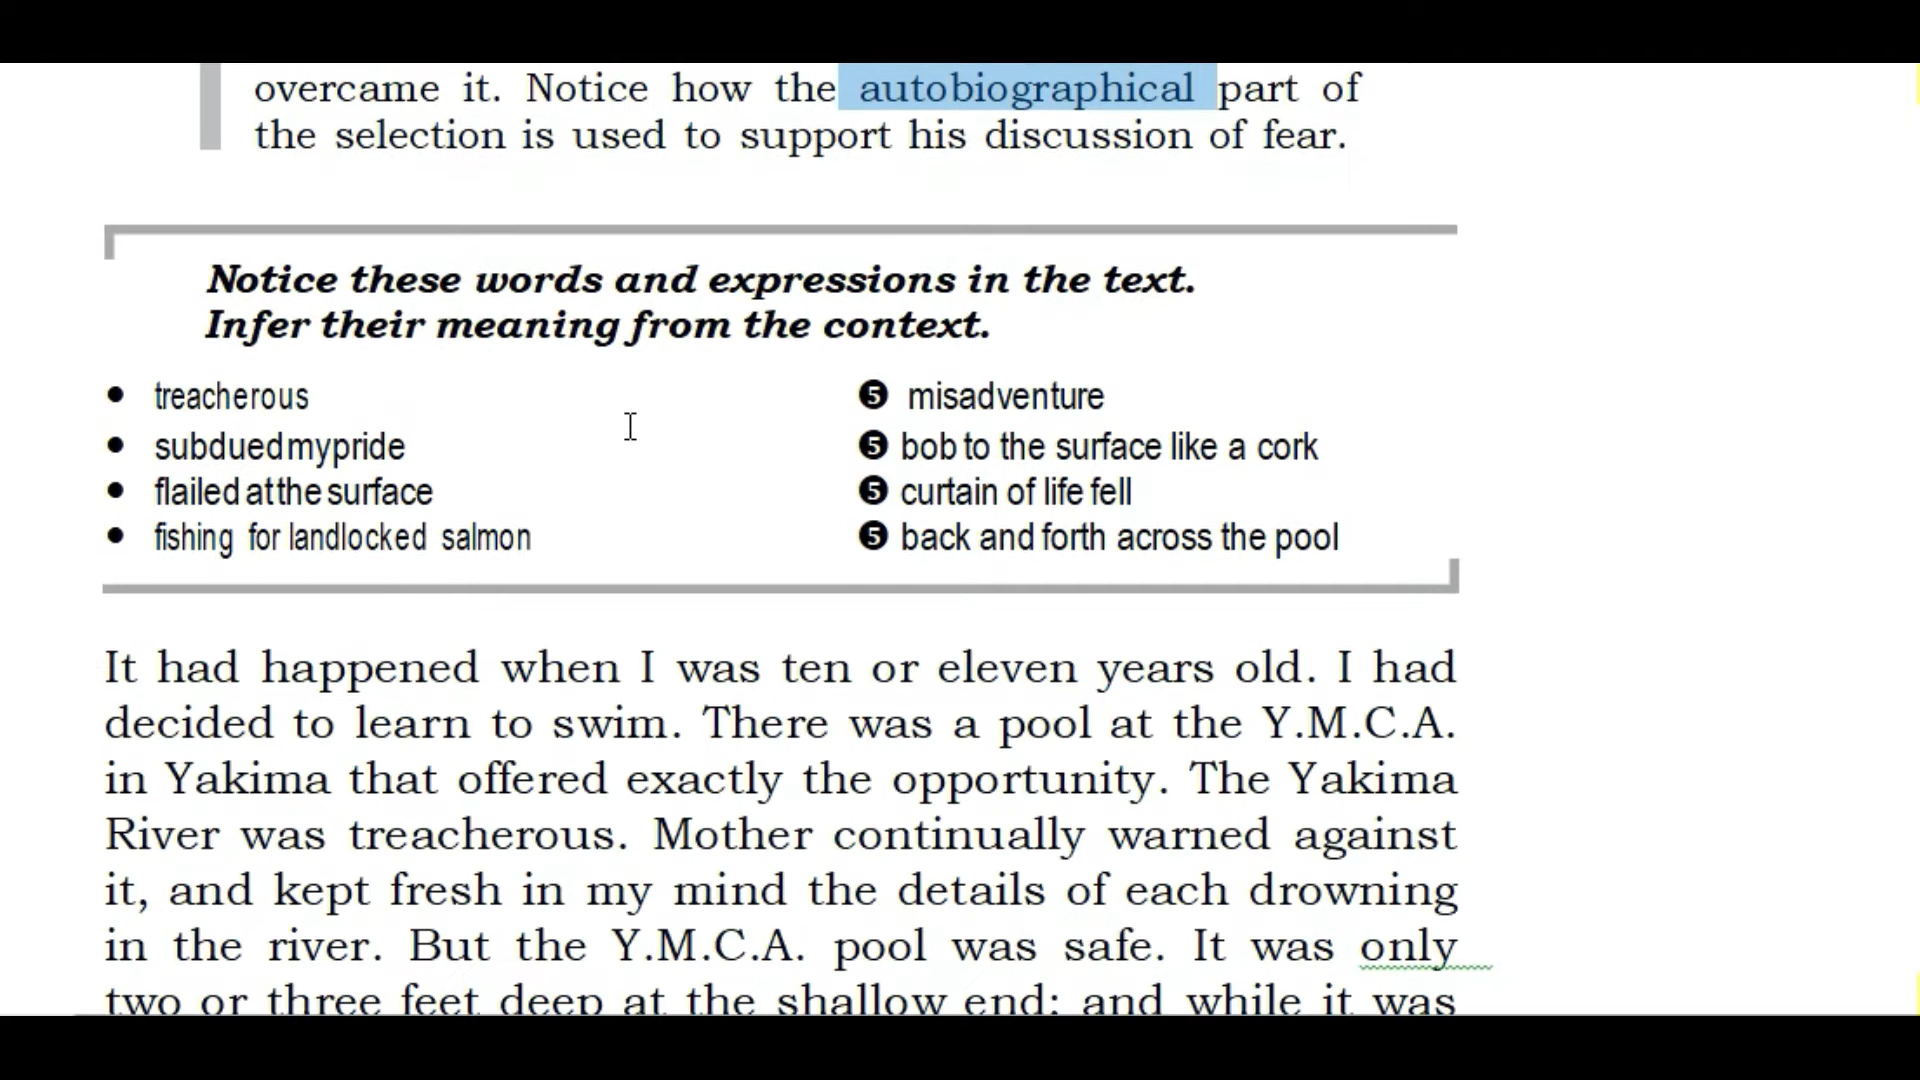 overcame it. Notice how the autobiographical part of
the selection is used to support his discussion of fear.
Notice these words and expressions in the text.
Infer their meaning from the context.
• treacherous
• subdued my pride
• flailed at the surface
• fishing for landlocked salmon
❺ misadventure
❺ bob to the surface like a cork
❺ curtain of life fell
❺ back and forth across the pool
It had happened when I was ten or eleven years old. I had
decided to learn to swim. There was a pool at the Y.M.C.A.
in Yakima that offered exactly the opportunity. The Yakima
River was treacherous. Mother continually warned against
it, and kept fresh in my mind the details of each drowning
in the river. But the Y.M.C.A. pool was safe. It was only
two or three feet deep at the shallow end; and while it was